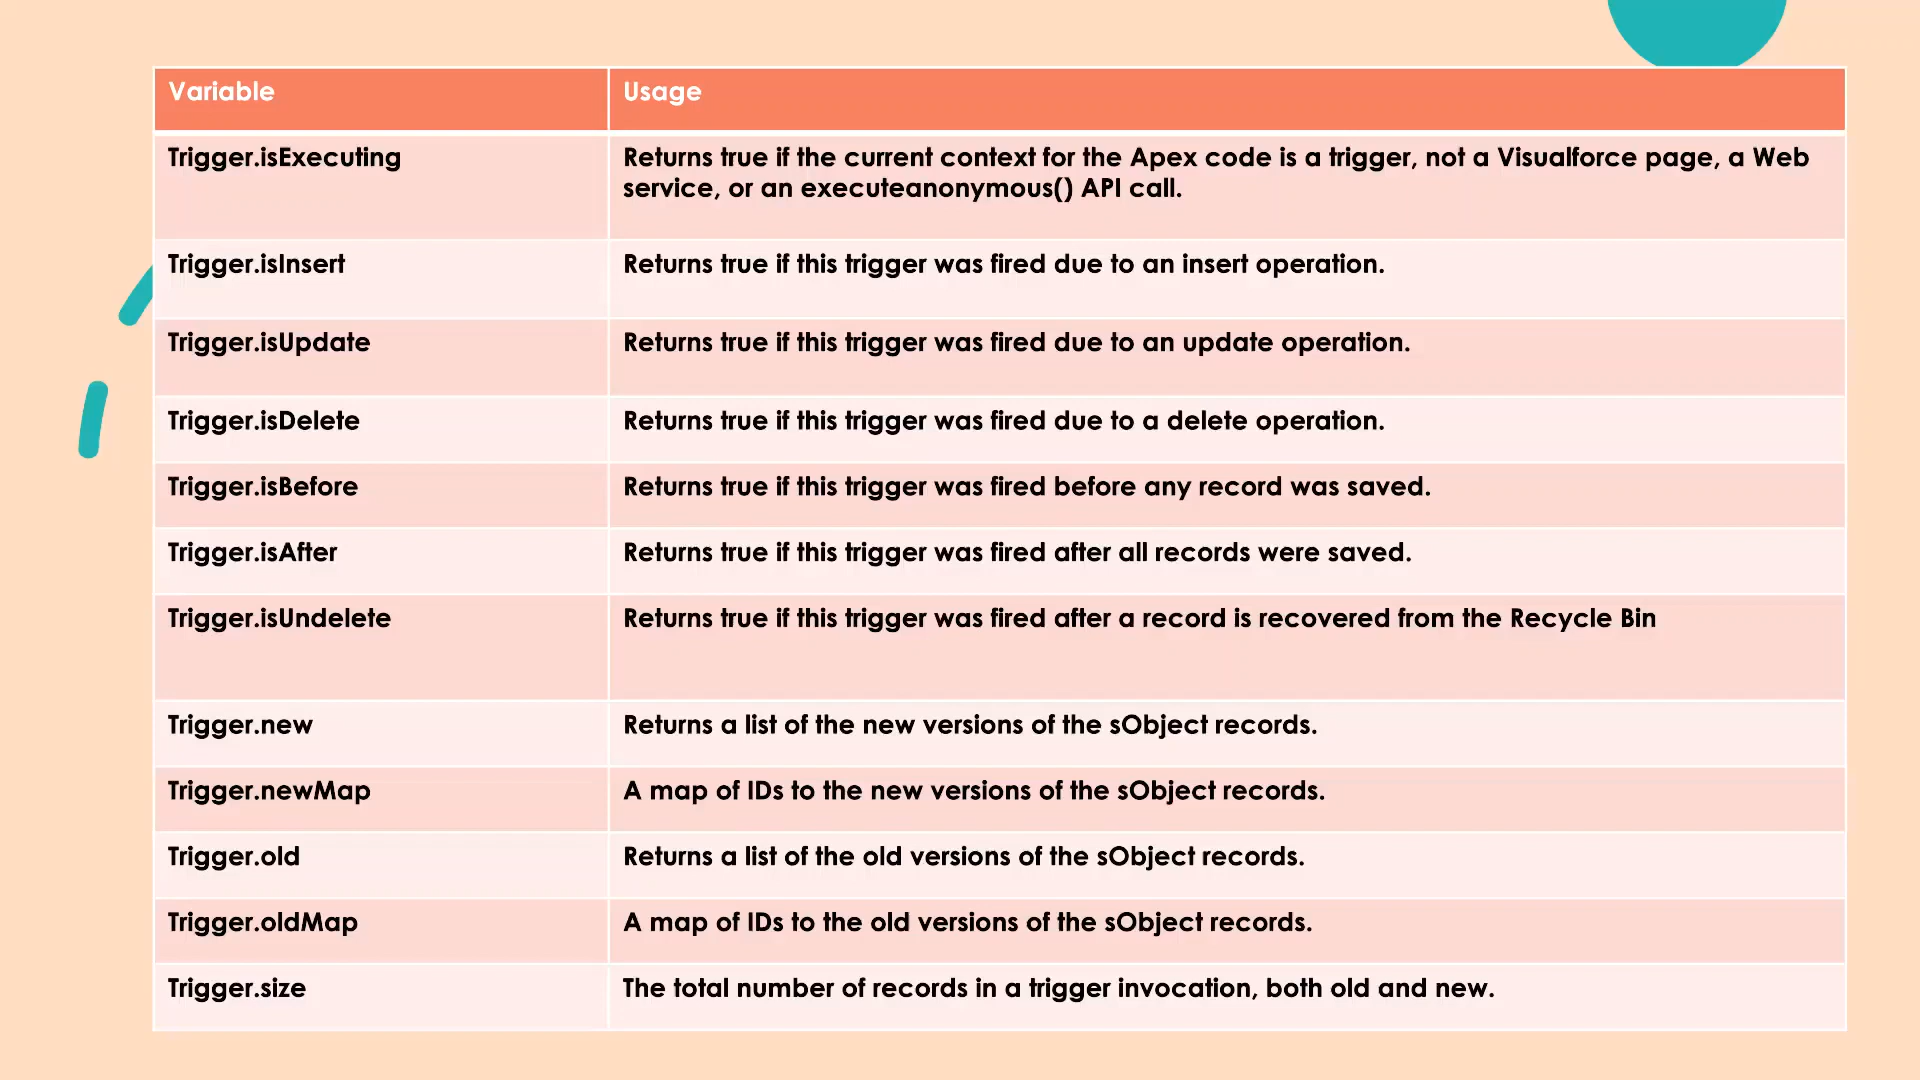 Variable
Usage
Trigger.isExecuting
Returns true if the current context for the Apex code is a trigger, not a Visualforce page, a Web
service, or an executeanonymous() API call.
Trigger.isInsert
Returns true if this trigger was fired due to an insert operation.
Trigger.isUpdate
Returns true if this trigger was fired due to an update operation.
Trigger.isDelete
Returns true if this trigger was fired due to a delete operation.
Trigger.isBefore
Returns true if this trigger was fired before any record was saved.
Trigger.isAfter
Returns true if this trigger was fired after all records were saved.
Trigger.isUndelete
Returns true if this trigger was fired after a record is recovered from the Recycle Bin
Trigger.new
Returns a list of the new versions of the sObject records.
Trigger.newMap
A map of IDs to the new versions of the sObject records.
Trigger.old
Returns a list of the old versions of the sObject records.
Trigger.oldMap
A map of IDs to the old versions of the sObject records.
Trigger.size
The total number of records in a trigger invocation, both old and new.